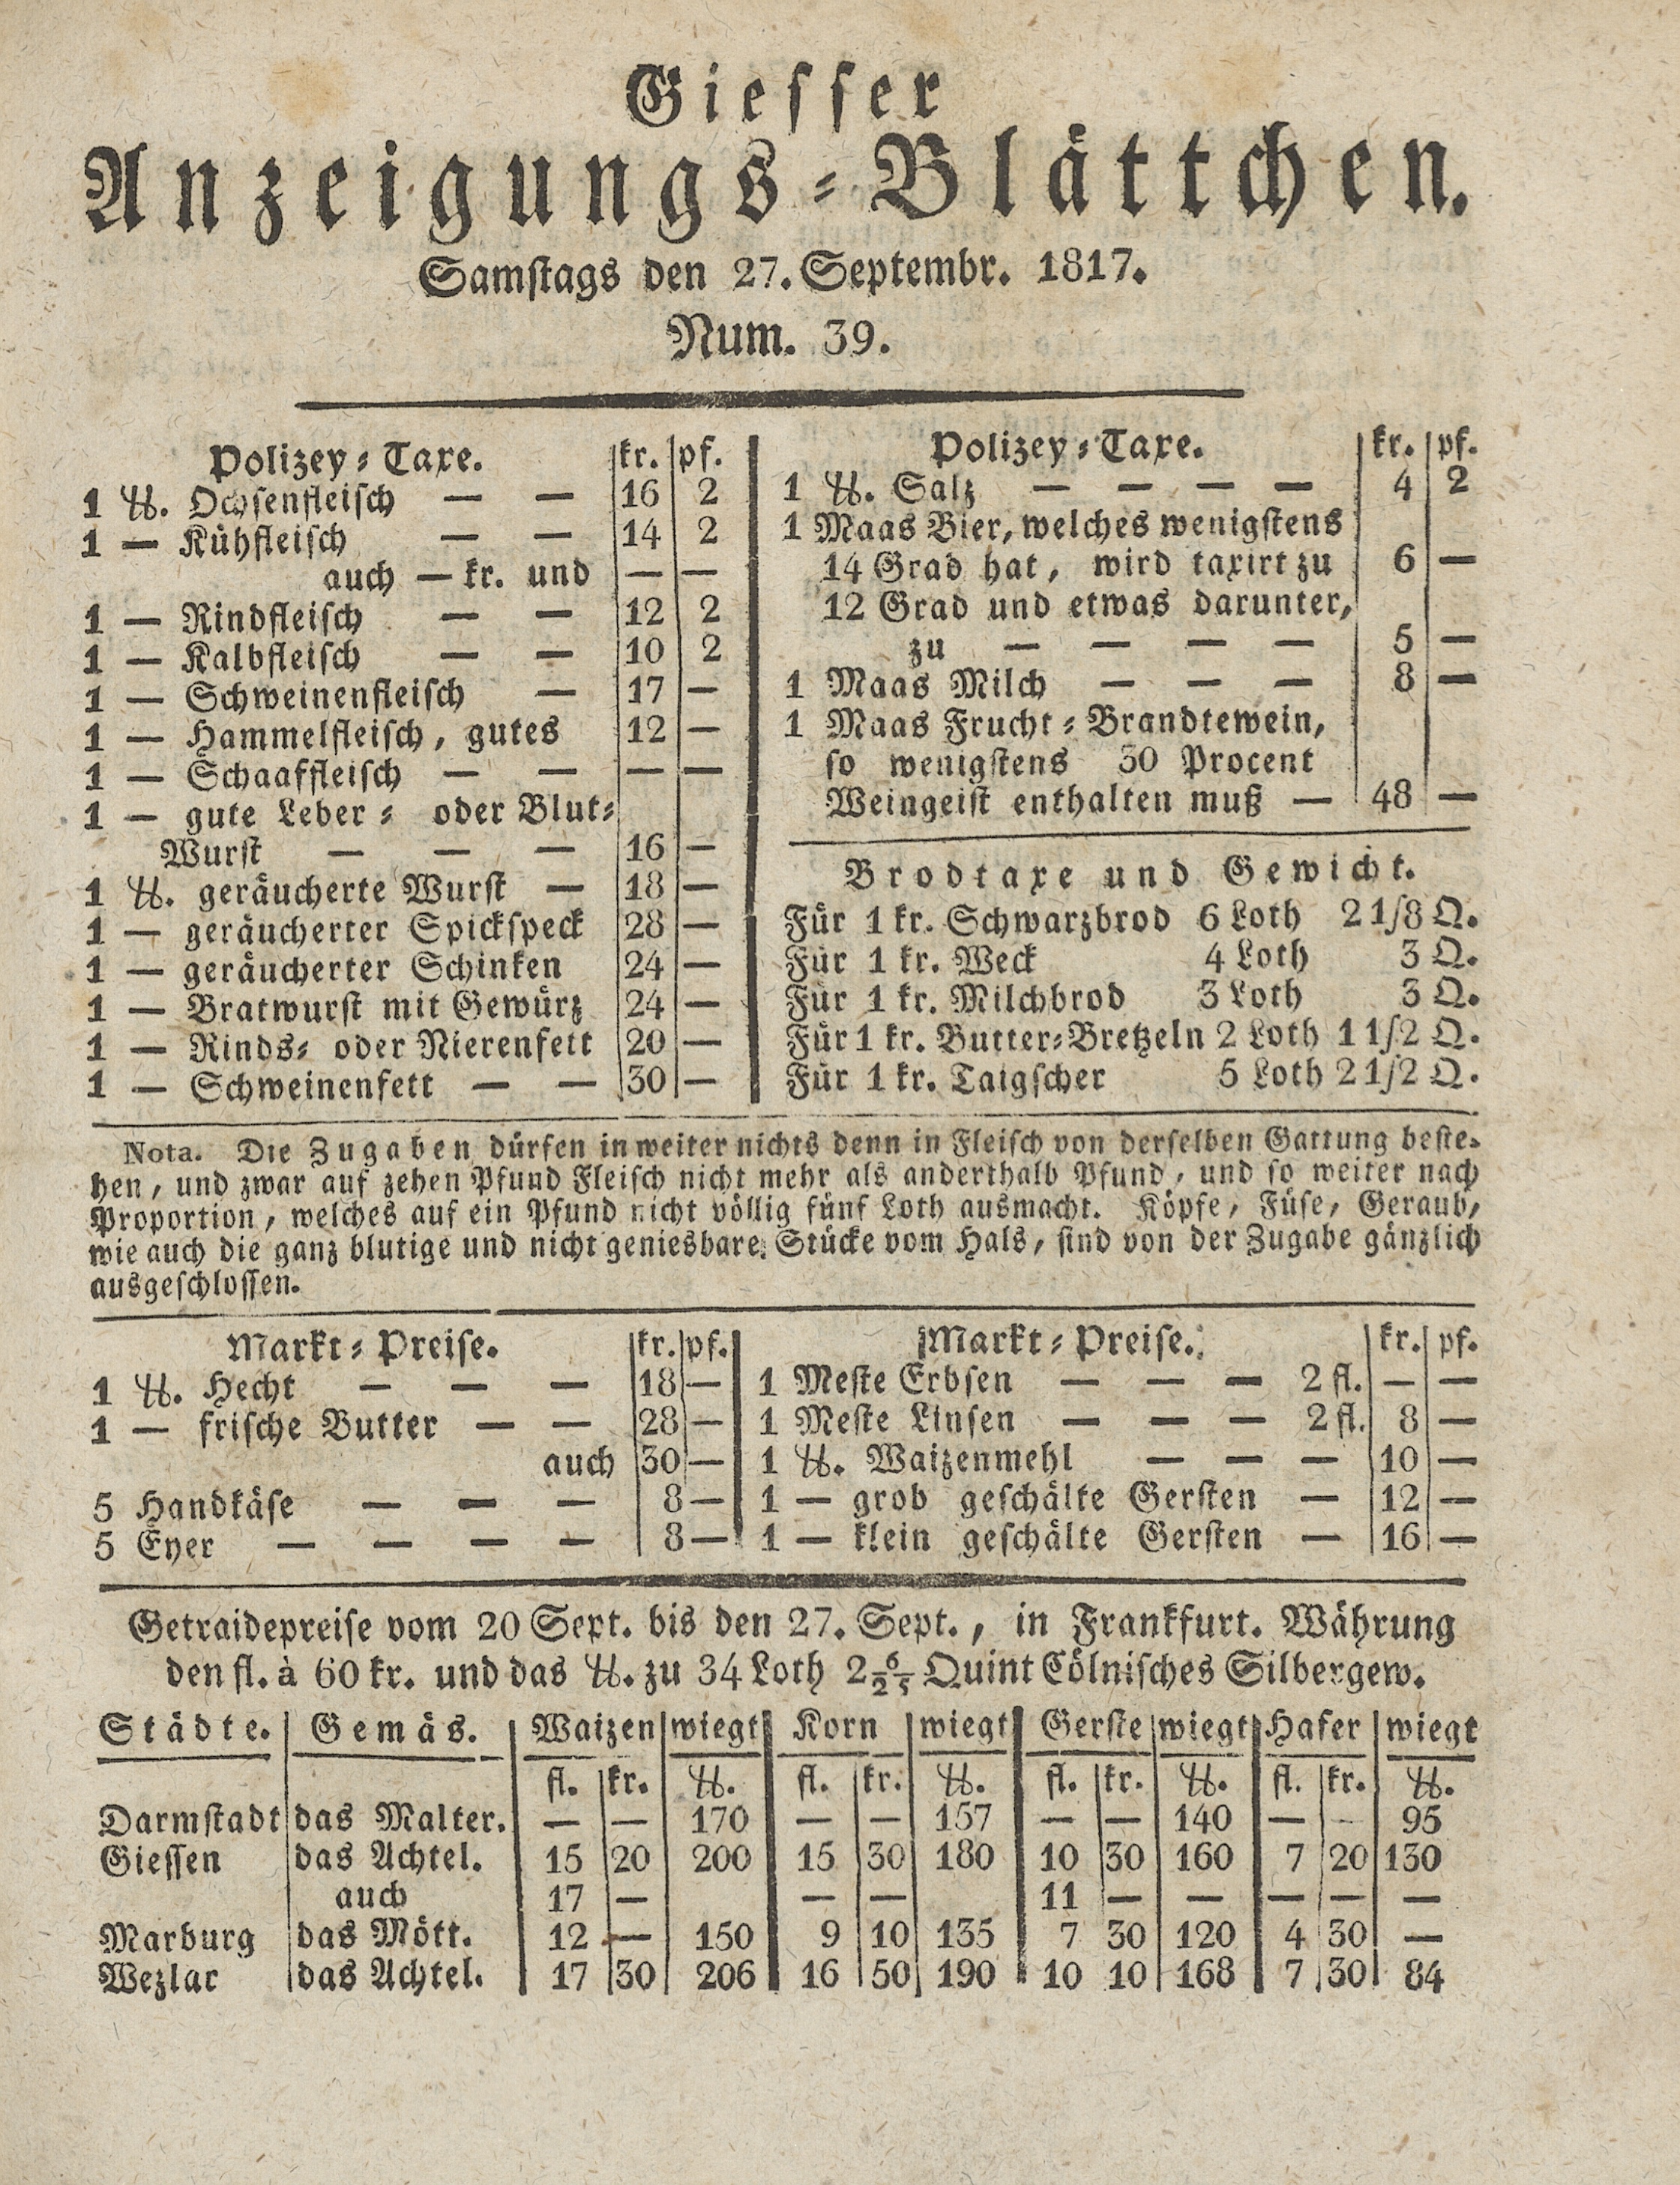 Giesser
Anzeigungs-Blättchen.
Samstags den 27. Septembr. 1817.
Num. 39.
Polizey-Taxe. kr. pf.
1 ℔. Ochsenfleisch — — 16 2
1 — Kühfleisch — — 14 2
auch — kr. und — —
1 — Rindfleisch — — 12 2
1 — Kalbfleisch — — 10 2
1 — Schweinenfleisch — 17 —
1 — Hammelfleisch, gutes 12 —
1 — Schaaffleisch — — — —
1 — gute Leber- oder Blut-
Wurst — — — 16 —
1 ℔. geräucherte Wurst — 18 —
1 — geräucherter Spickspeck 28 —
1 — geräucherter Schinken 24 —
1 — Bratwurst mit Gewürz 24 —
1 — Rinds- oder Nierenfett 20 —
1 — Schweinenfett — — 30 —
Polizey-Taxe. kr. pf.
1 ℔. Salz — — — — 4 2
1 Maas Bier, welches wenigstens
14 Grad hat, wird taxirt zu 6 —
12 Grad und etwas darunter,
zu — — — — 5 —
1 Maas Milch — — — 8 —
1 Maas Frucht-Brandtewein,
so wenigstens 30 Procent
Weingeist enthalten muß — 48 —
Brodtaxe und Gewicht.
Für 1 kr. Schwarzbrod 6 Loth 2 1/8 Q.
Für 1 kr. Weck 4 Loth 3 Q.
Für 1 kr. Milchbrod 3 Loth 3 Q.
Für 1 kr. Butter-Bretzeln 2 Loth 1 1/2 Q.
Für 1 kr. Taigscher 5 Loth 2 1/2 Q.
Nota. Die Zugaben dürfen in weiter nichts denn in Fleisch von derselben Gattung beste-
hen, und zwar auf zehen Pfund Fleisch nicht mehr als anderthalb Pfund, und so weiter nach
Proportion, welches auf ein Pfund nicht völlig fünf Loth ausmacht. Köpfe, Füse, Geraub,
wie auch die ganz blutige und nicht geniesbare Stücke vom Hals, sind von der Zugabe gänzlich
ausgeschlossen.
Markt-Preise. kr. pf.
1 ℔. Hecht — — — 18 —
1 — frische Butter — — 28 —
auch 30 —
5 Handkäse — — — 8 —
5 Eyer — — — — 8 —
Markt-Preise. kr. pf.
1 Meste Erbsen — — — 2 fl. — —
1 Meste Linsen — — — 2 fl. 8 —
1 ℔. Waizenmehl — — — 10 —
1 — grob geschälte Gersten — 12 —
1 — klein geschälte Gersten — 16 —
Getraidepreise vom 20 Sept. bis den 27. Sept., in Frankfurt. Währung
den fl. à 60 kr. und das ℔. zu 34 Loth 2 6/25 Quint Cölnisches Silbergew.
Städte. Gemäs. Waizen wiegt Korn wiegt Gerste wiegt Hafer wiegt
fl. kr. ℔. fl. kr. ℔. fl. kr. ℔. fl. kr. ℔.
Darmstadt das Malter. — — 170 — — 157 — — 140 — — 95
Giessen das Achtel. 15 20 200 15 30 180 10 30 160 7 20 130
auch 17 — — — 11 — — — — —
Marburg das Mött. 12 — 150 9 10 135 7 30 120 4 30 —
Wezlar das Achtel. 17 30 206 16 50 190 10 10 168 7 30 84